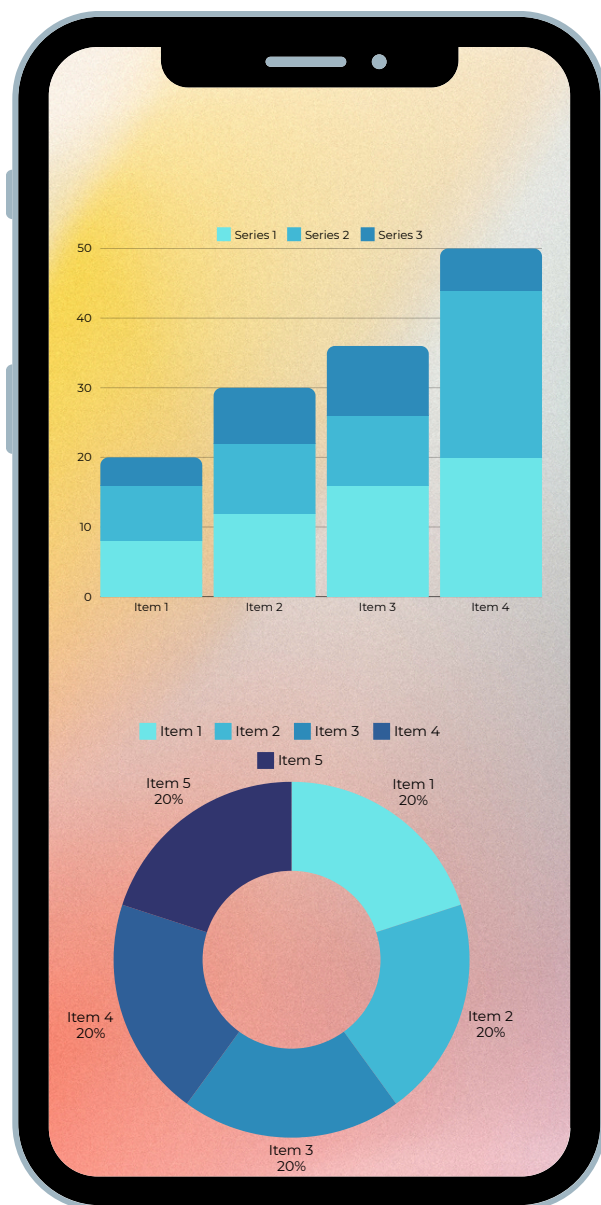 Series 1 Series 2 Series 3
50
40
30
20
10
0
Item 1 Item 2 Item 3 Item 4
Item 1 Item 2 Item 3 Item 4
Item 5
Item 5
20%
Item 1
20%
Item 4
20%
Item 2
20%
Item 3
20%